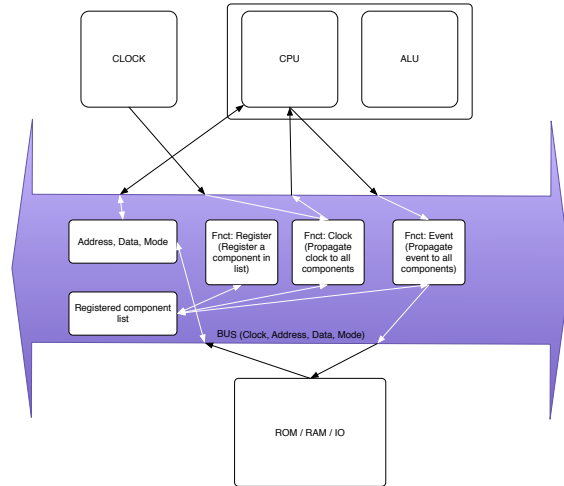 CLOCK
CPU
ALU
Address, Data, Mode
Fnct: Register
(Register a
component in
list)
Fnct: Clock
(Propagate
clock to all
components
Fnct: Event
(Propagate
event to all
components)
Registered component
list
BUS (Clock, Address, Data, Mode)
ROM / RAM / IO